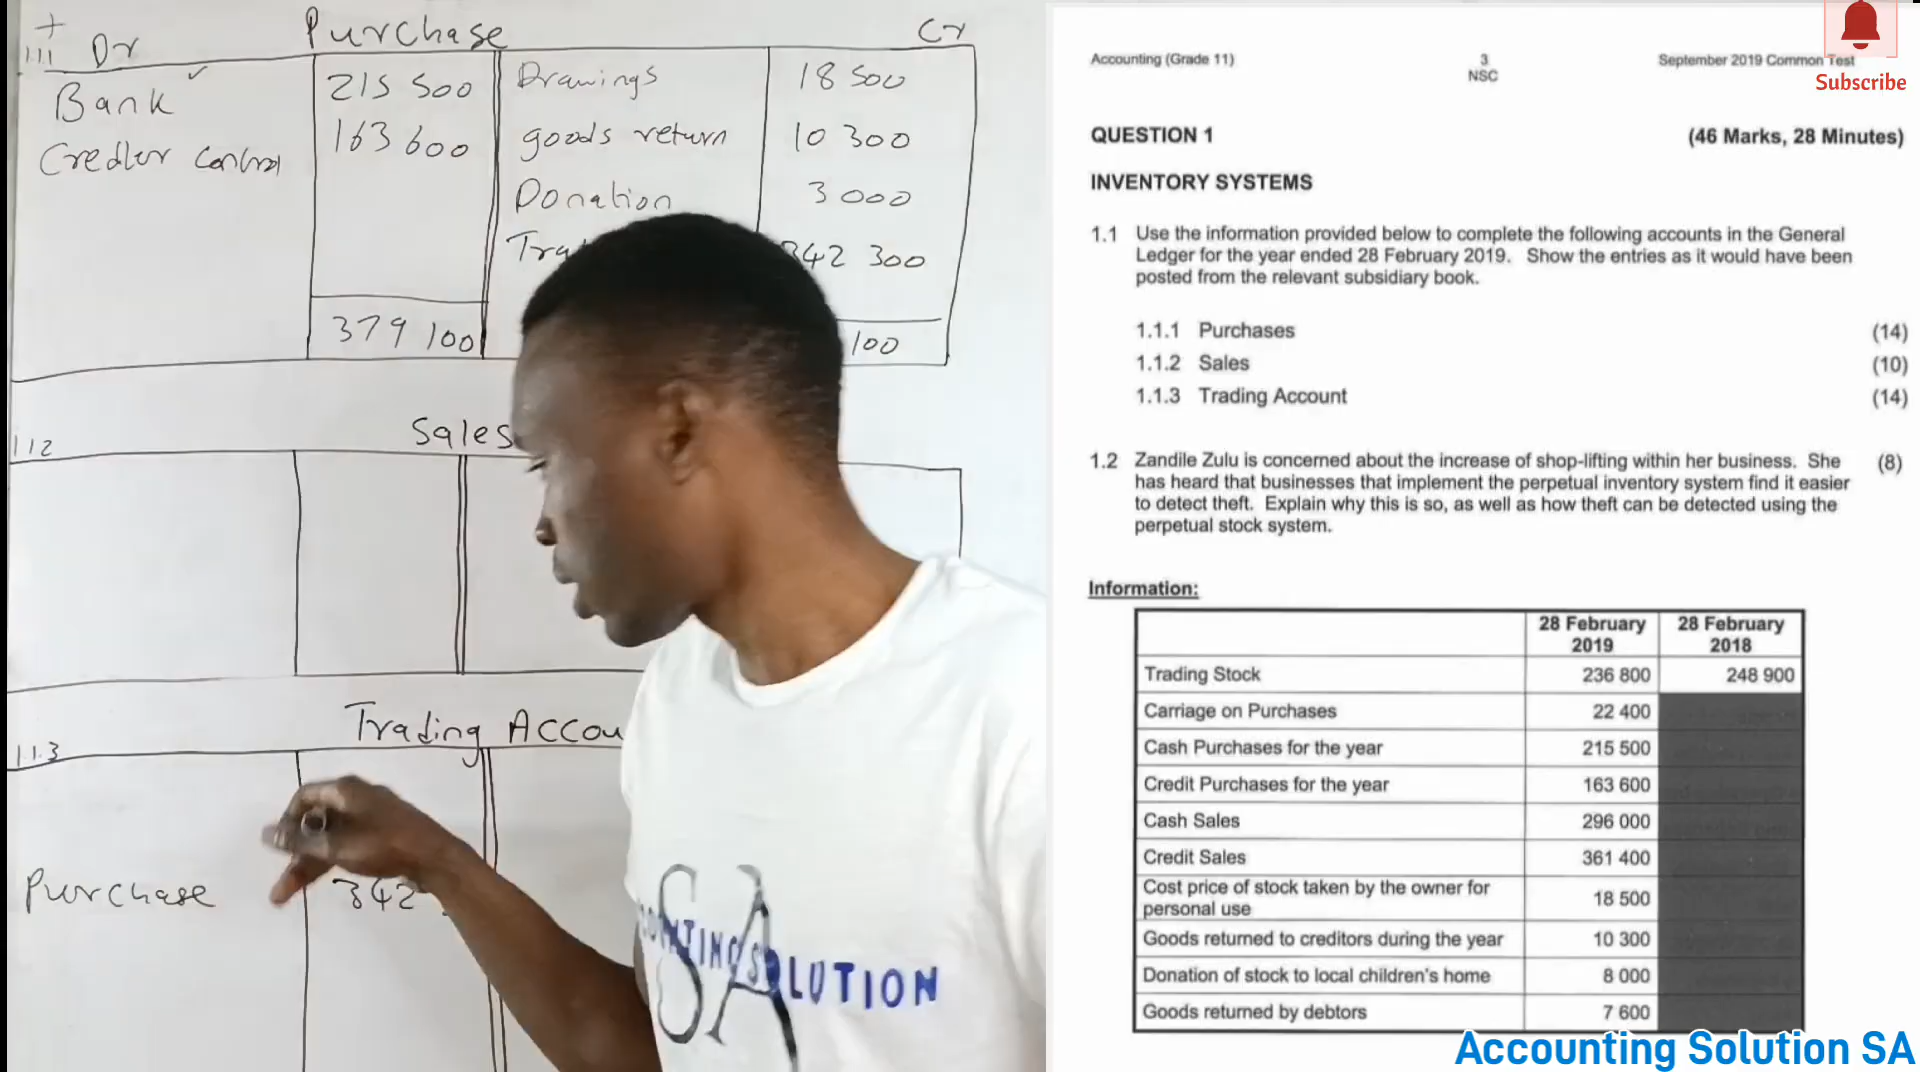 +
1.1.1 Dr Purchase Cr
Bank 215 500 Drawings 18 500
Credtor control 163 600 goods return 10 300
Donation 3 000
342 300
379 100 100
1 1 2 Sales
Trading Accou
1.1.3
Purchase 342
SA
SOLUTION
Subscribe
Accounting (Grade 11) 3 September 2019 Common Test
NSC
QUESTION 1 (46 Marks, 28 Minutes)
INVENTORY SYSTEMS
1.1 Use the information provided below to complete the following accounts in the General
Ledger for the year ended 28 February 2019. Show the entries as it would have been
posted from the relevant subsidiary book.
1.1.1 Purchases (14)
1.1.2 Sales (10)
1.1.3 Trading Account (14)
1.2 Zandile Zulu is concerned about the increase of shop-lifting within her business. She (8)
has heard that businesses that implement the perpetual inventory system find it easier
to detect theft. Explain why this is so, as well as how theft can be detected using the
perpetual stock system.
Information:
28 February 28 February
2019 2018
Trading Stock 236 800 248 900
Carriage on Purchases 22 400
Cash Purchases for the year 215 500
Credit Purchases for the year 163 600
Cash Sales 296 000
Credit Sales 361 400
Cost price of stock taken by the owner for
personal use 18 500
Goods returned to creditors during the year 10 300
Donation of stock to local children's home 8 000
Goods returned by debtors 7 600
Accounting Solution SA